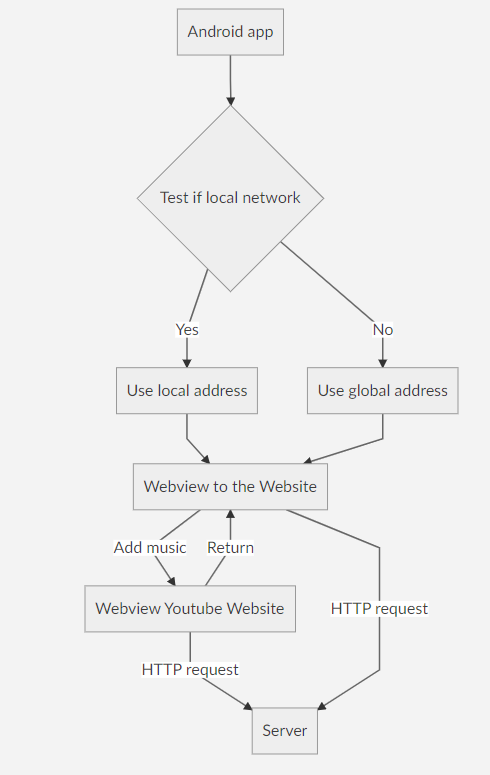 Android app
Test if local network
Yes
No
Use local address
Use global address
Webview to the Website
Add music
Return
Webview Youtube Website
HTTP request
HTTP request
Server